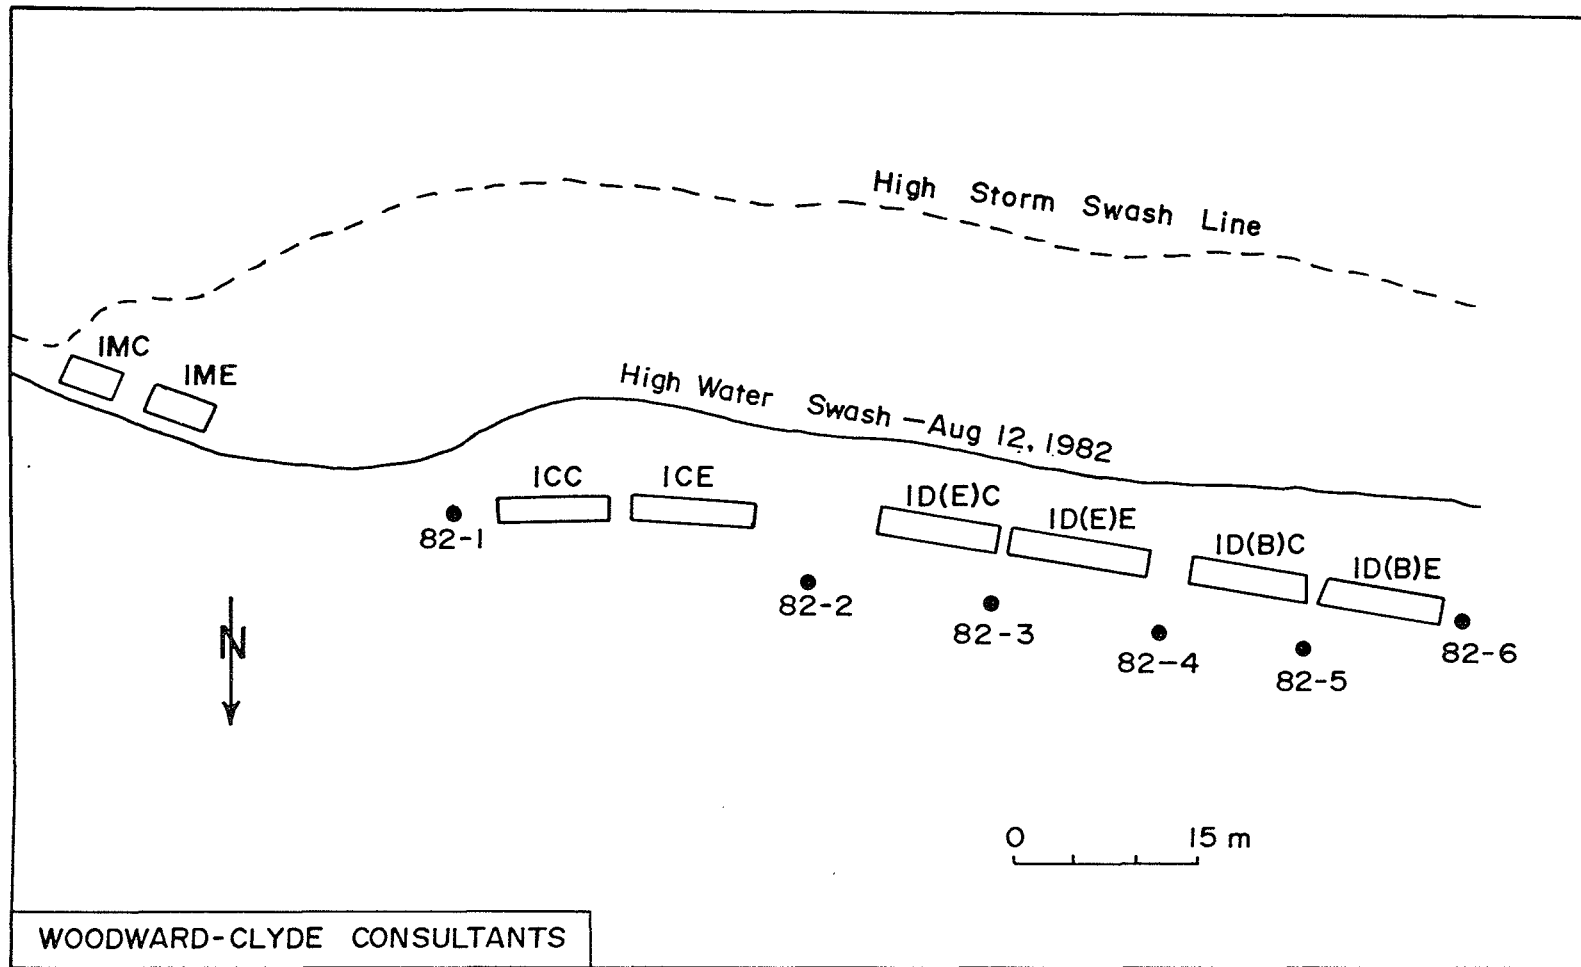 High Storm Swash Line
IMC
IME
High Water Swash – Aug 12, 1982
ICC
ICE
ID(E)C
ID(E)E
ID(B)C
ID(B)E
82-1
82-2
82-3
82-4
82-5
82-6
N
0 15 m
WOODWARD-CLYDE CONSULTANTS